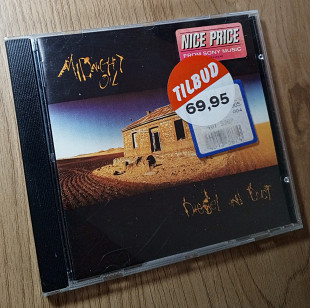 MIDNIGHT
OIL
NICE PRICE
FROM SONY MUSIC
TILBUD
69,95
Diesel and Dust